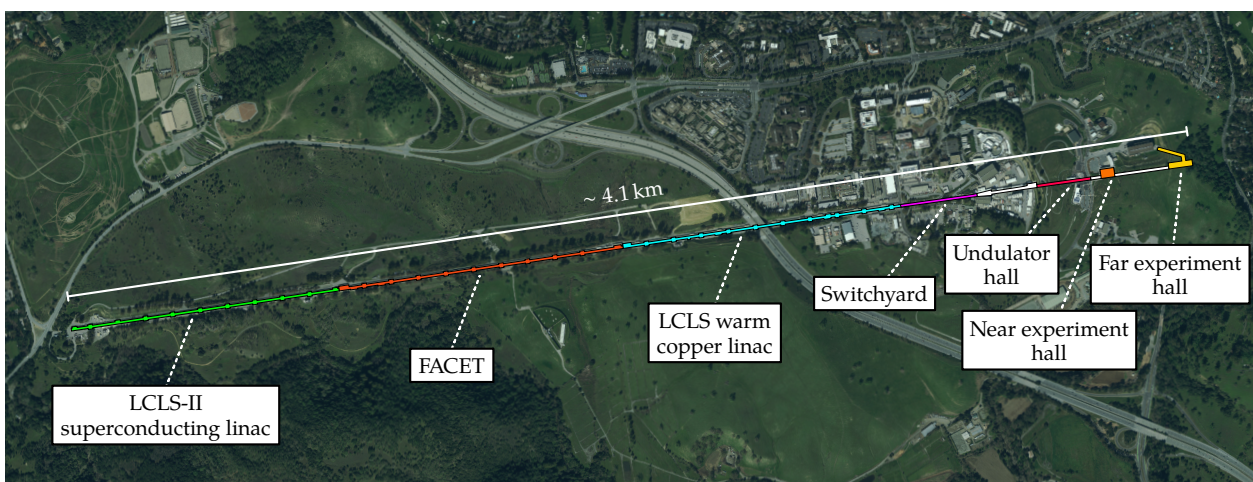 ~ 4.1 km
Undulator
hall
Far experiment
hall
Switchyard
LCLS warm
copper linac
Near experiment
hall
FACET
LCLS-II
superconducting linac